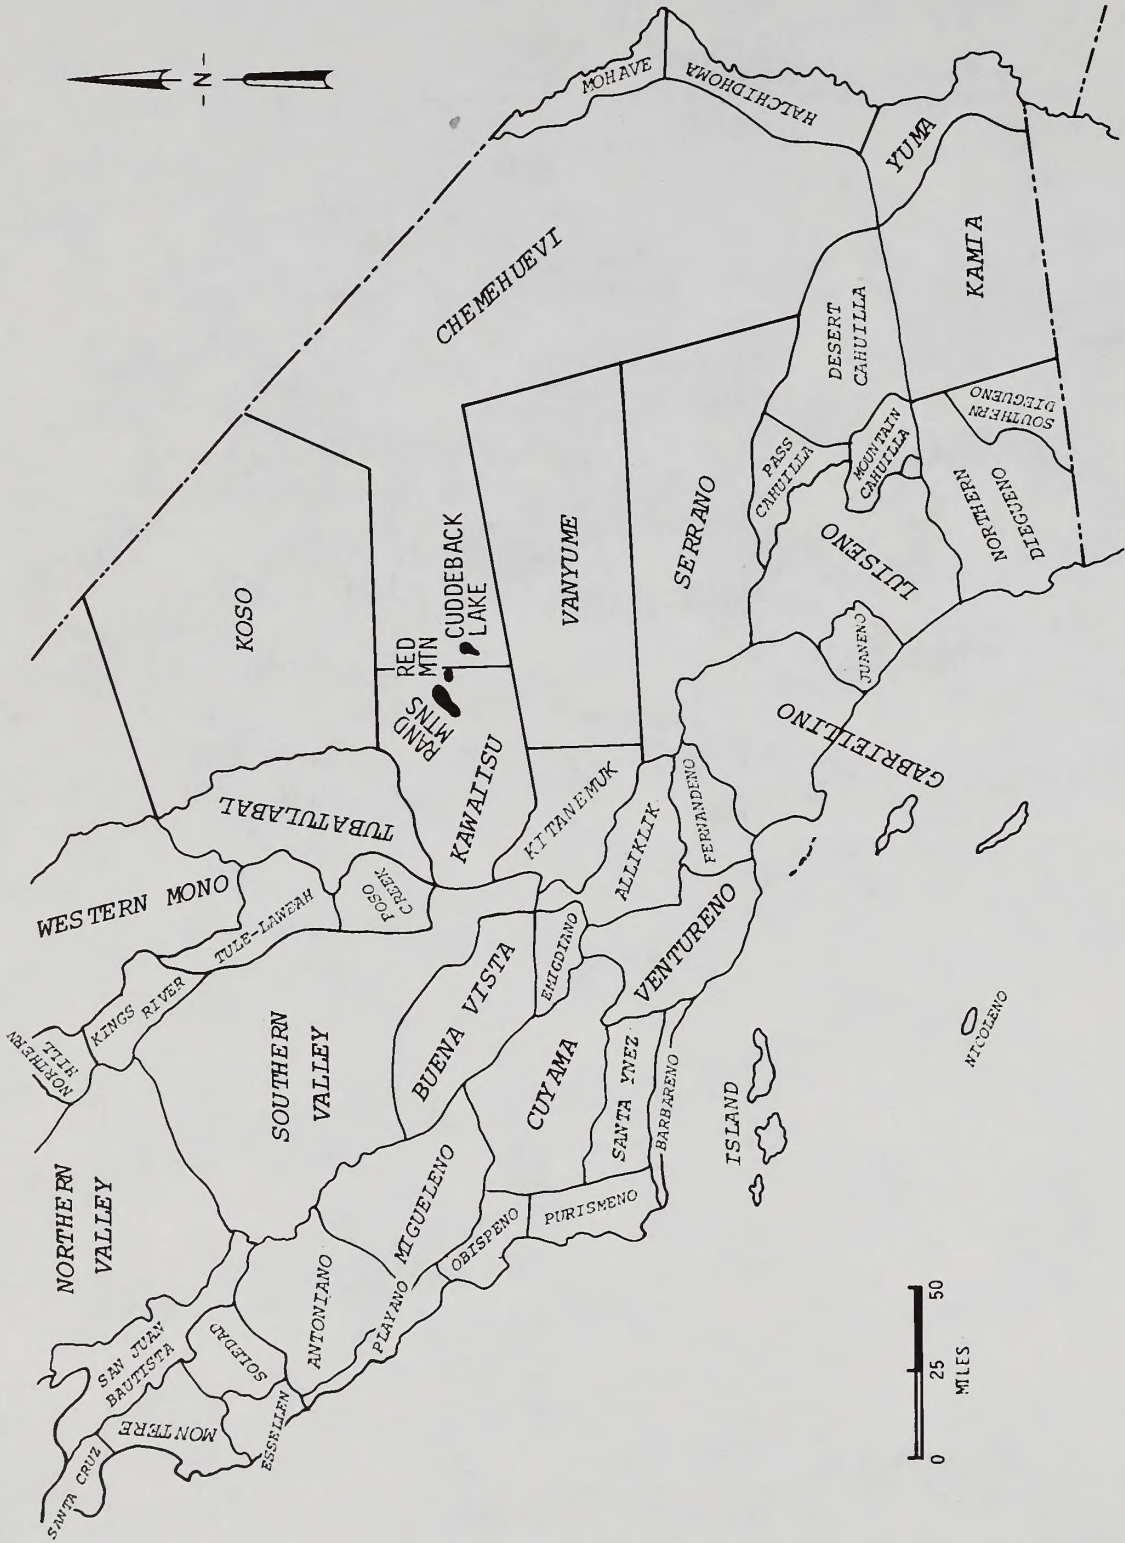 -N-
SANTA CRUZ
SAN JUAN
BAUTISTA
MONTERE
SOLEDAD
ESSELLEN
ANTONIANO
PLAYANO
MIGUELENO
OBISPENO
PURISMENO
NORTHERN
VALLEY
NORTHERN
HILL
KINGS
RIVER
SOUTHERN
VALLEY
WESTERN MONO
TULE-LAWEAH
POSO
CREEK
TUBATULABAL
BUENA VISTA
CUYAMA
SANTA YNEZ
BARBARENO
EMIGDIANO
VENTURENO
ISLAND
NICOLENO
KOSO
KAWAIISU
RAND
MTNS
RED
MTN
CUDDEBACK
LAKE
KITANEMUK
ALLIKLIK
FERNANDENO
GABRIELLINO
VANYUME
SERRANO
CHEMEHUEVI
JUANENO
LUISENO
PASS
CAHUILLA
MOUNTAIN
CAHUILLA
DESERT
CAHUILLA
NORTHERN
DIEGUENO
SOUTHERN
DIEGUENO
KAMIA
YUMA
HALCHIDHOMA
MOHAVE
0 25 50
MILES